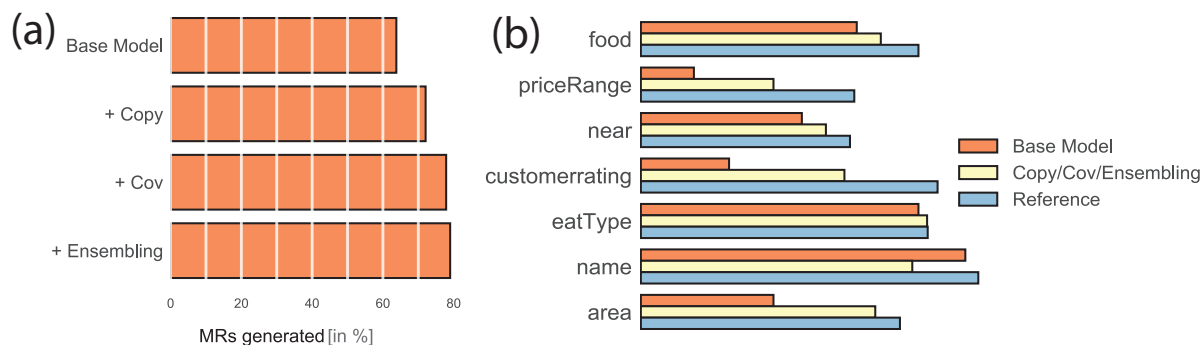 (a)
Base Model
+ Copy
+ Cov
+ Ensembling
0 20 40 60 80
MRs generated [in %]
(b)
food
priceRange
near
customerrating
eatType
name
area
Base Model
Copy/Cov/Ensembling
Reference